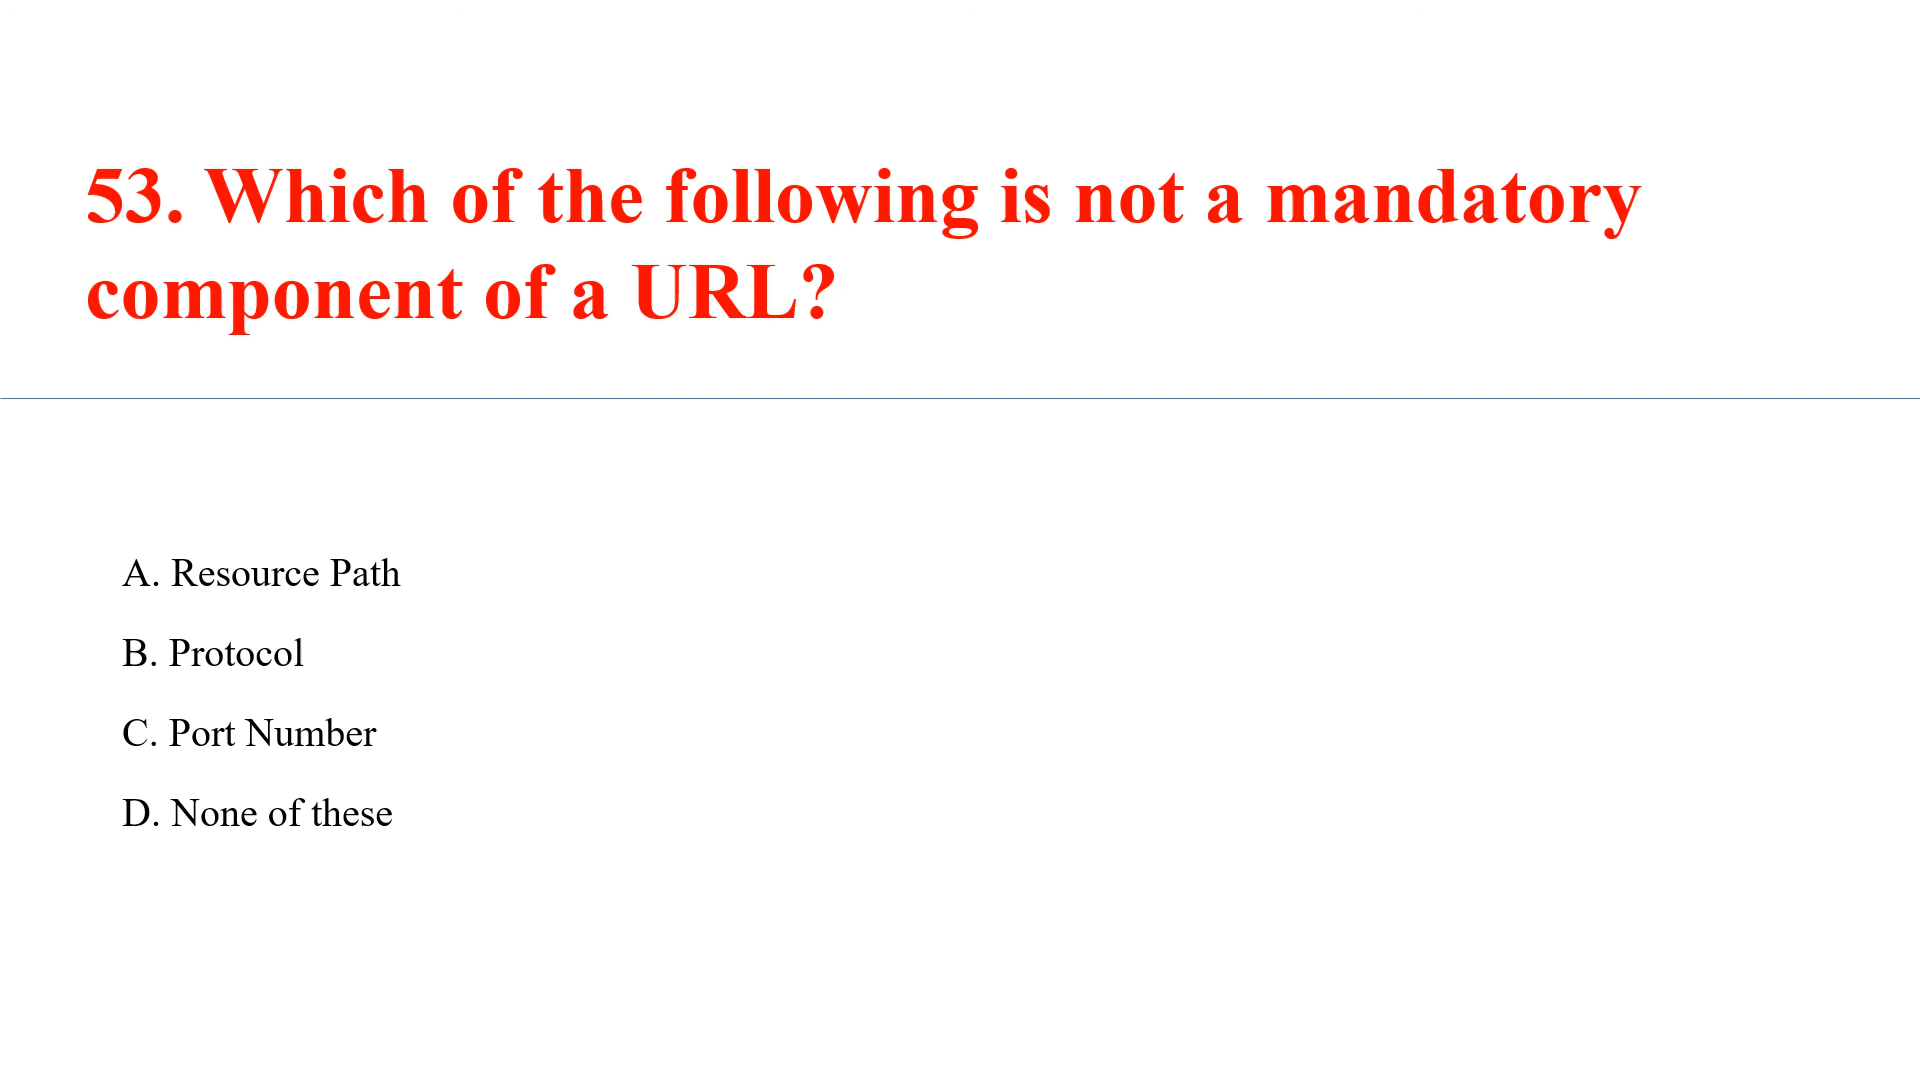 53. Which of the following is not a mandatory
component of a URL?
A. Resource Path
B. Protocol
C. Port Number
D. None of these